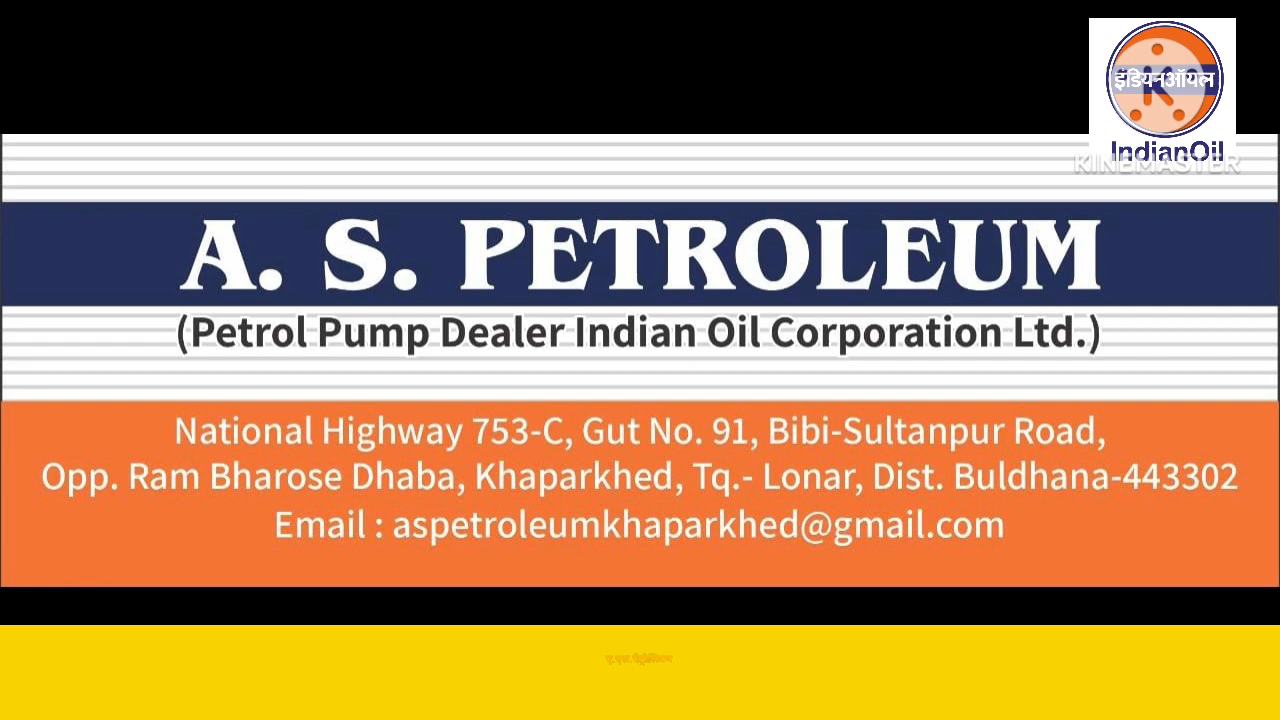 इंडियनऑयल
IndianOil
KINEMASTER
A. S. PETROLEUM
(Petrol Pump Dealer Indian Oil Corporation Ltd.)
National Highway 753-C, Gut No. 91, Bibi-Sultanpur Road,
Opp. Ram Bharose Dhaba, Khaparkhed, Tq.- Lonar, Dist. Buldhana-443302
Email : aspetroleumkhaparkhed@gmail.com